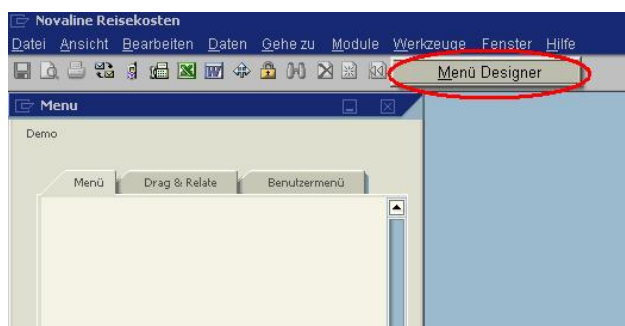 Novaline Reisekosten
Datei Ansicht Bearbeiten Daten Gehe zu Module Werkzeuge Fenster Hilfe
Menü Designer
Menu
Demo
Menü Drag & Relate Benutzermenü